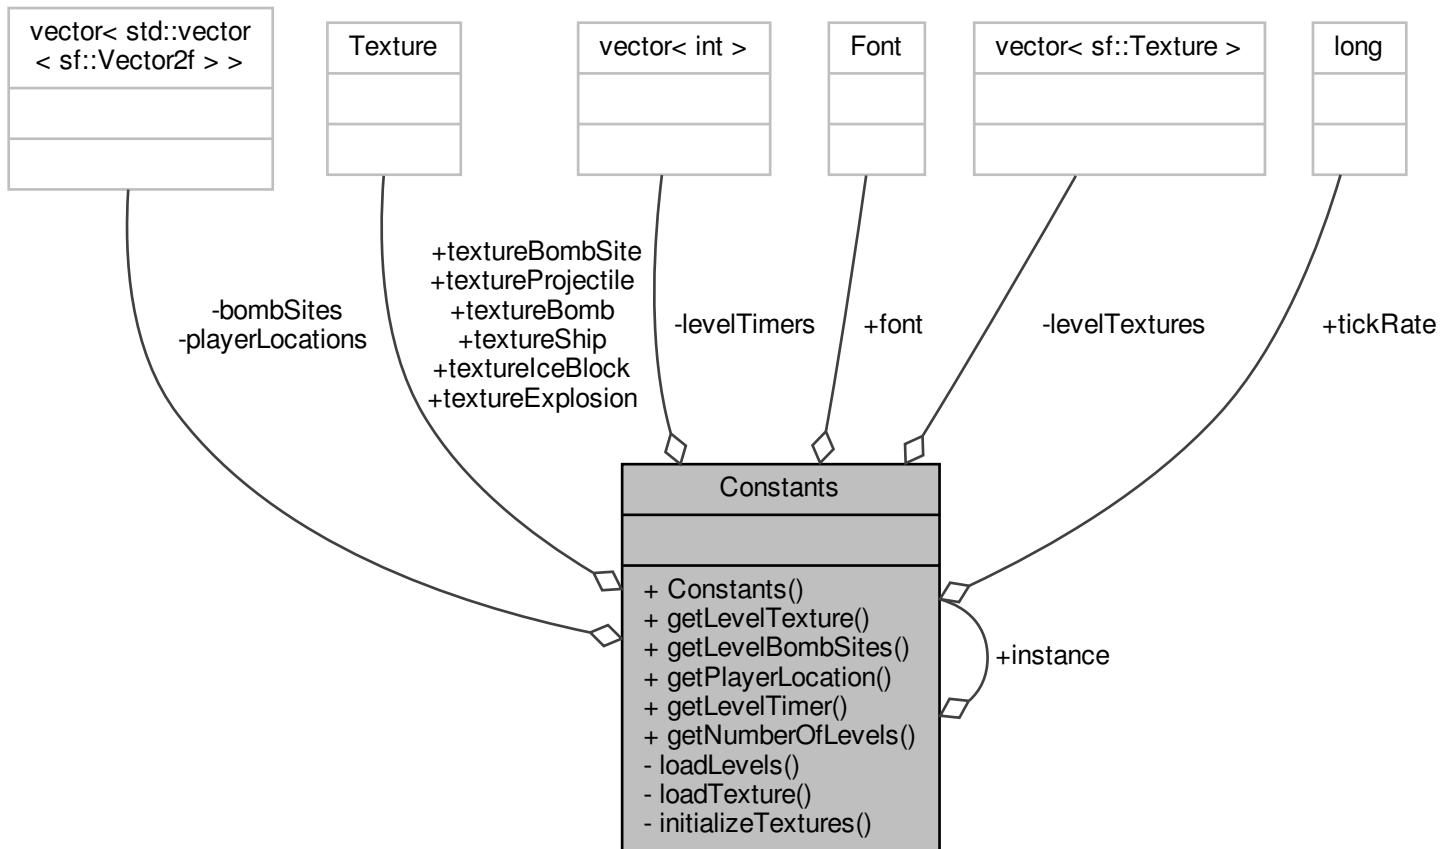 vector< std::vector
< sf::Vector2f > >
Texture
vector< int >
Font
vector< sf::Texture >
long
-bombSites
-playerLocations
+textureBombSite
+textureProjectile
+textureBomb
+textureShip
+textureIceBlock
+textureExplosion
-levelTimers
+font
-levelTextures
+tickRate
Constants
+ Constants()
+ getLevelTexture()
+ getLevelBombSites()
+ getPlayerLocation()
+ getLevelTimer()
+ getNumberOfLevels()
- loadLevels()
- loadTexture()
- initializeTextures()
+instance